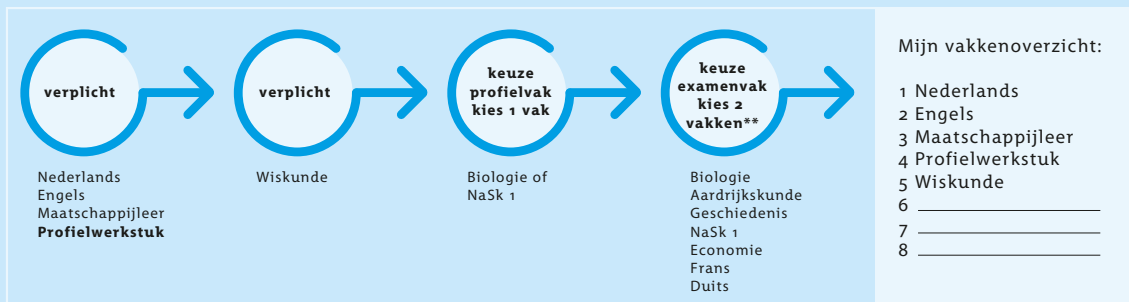 verplicht
Nederlands
Engels
Maatschappijleer
Profielwerkstuk
verplicht
Wiskunde
keuze
profielvak
kies 1 vak
Biologie of
NaSk 1
keuze
examenvak
kies 2
vakken**
Biologie
Aardrijkskunde
Geschiedenis
NaSk 1
Economie
Frans
Duits
Mijn vakkenoverzicht:
1 Nederlands
2 Engels
3 Maatschappijleer
4 Profielwerkstuk
5 Wiskunde
6
7
8